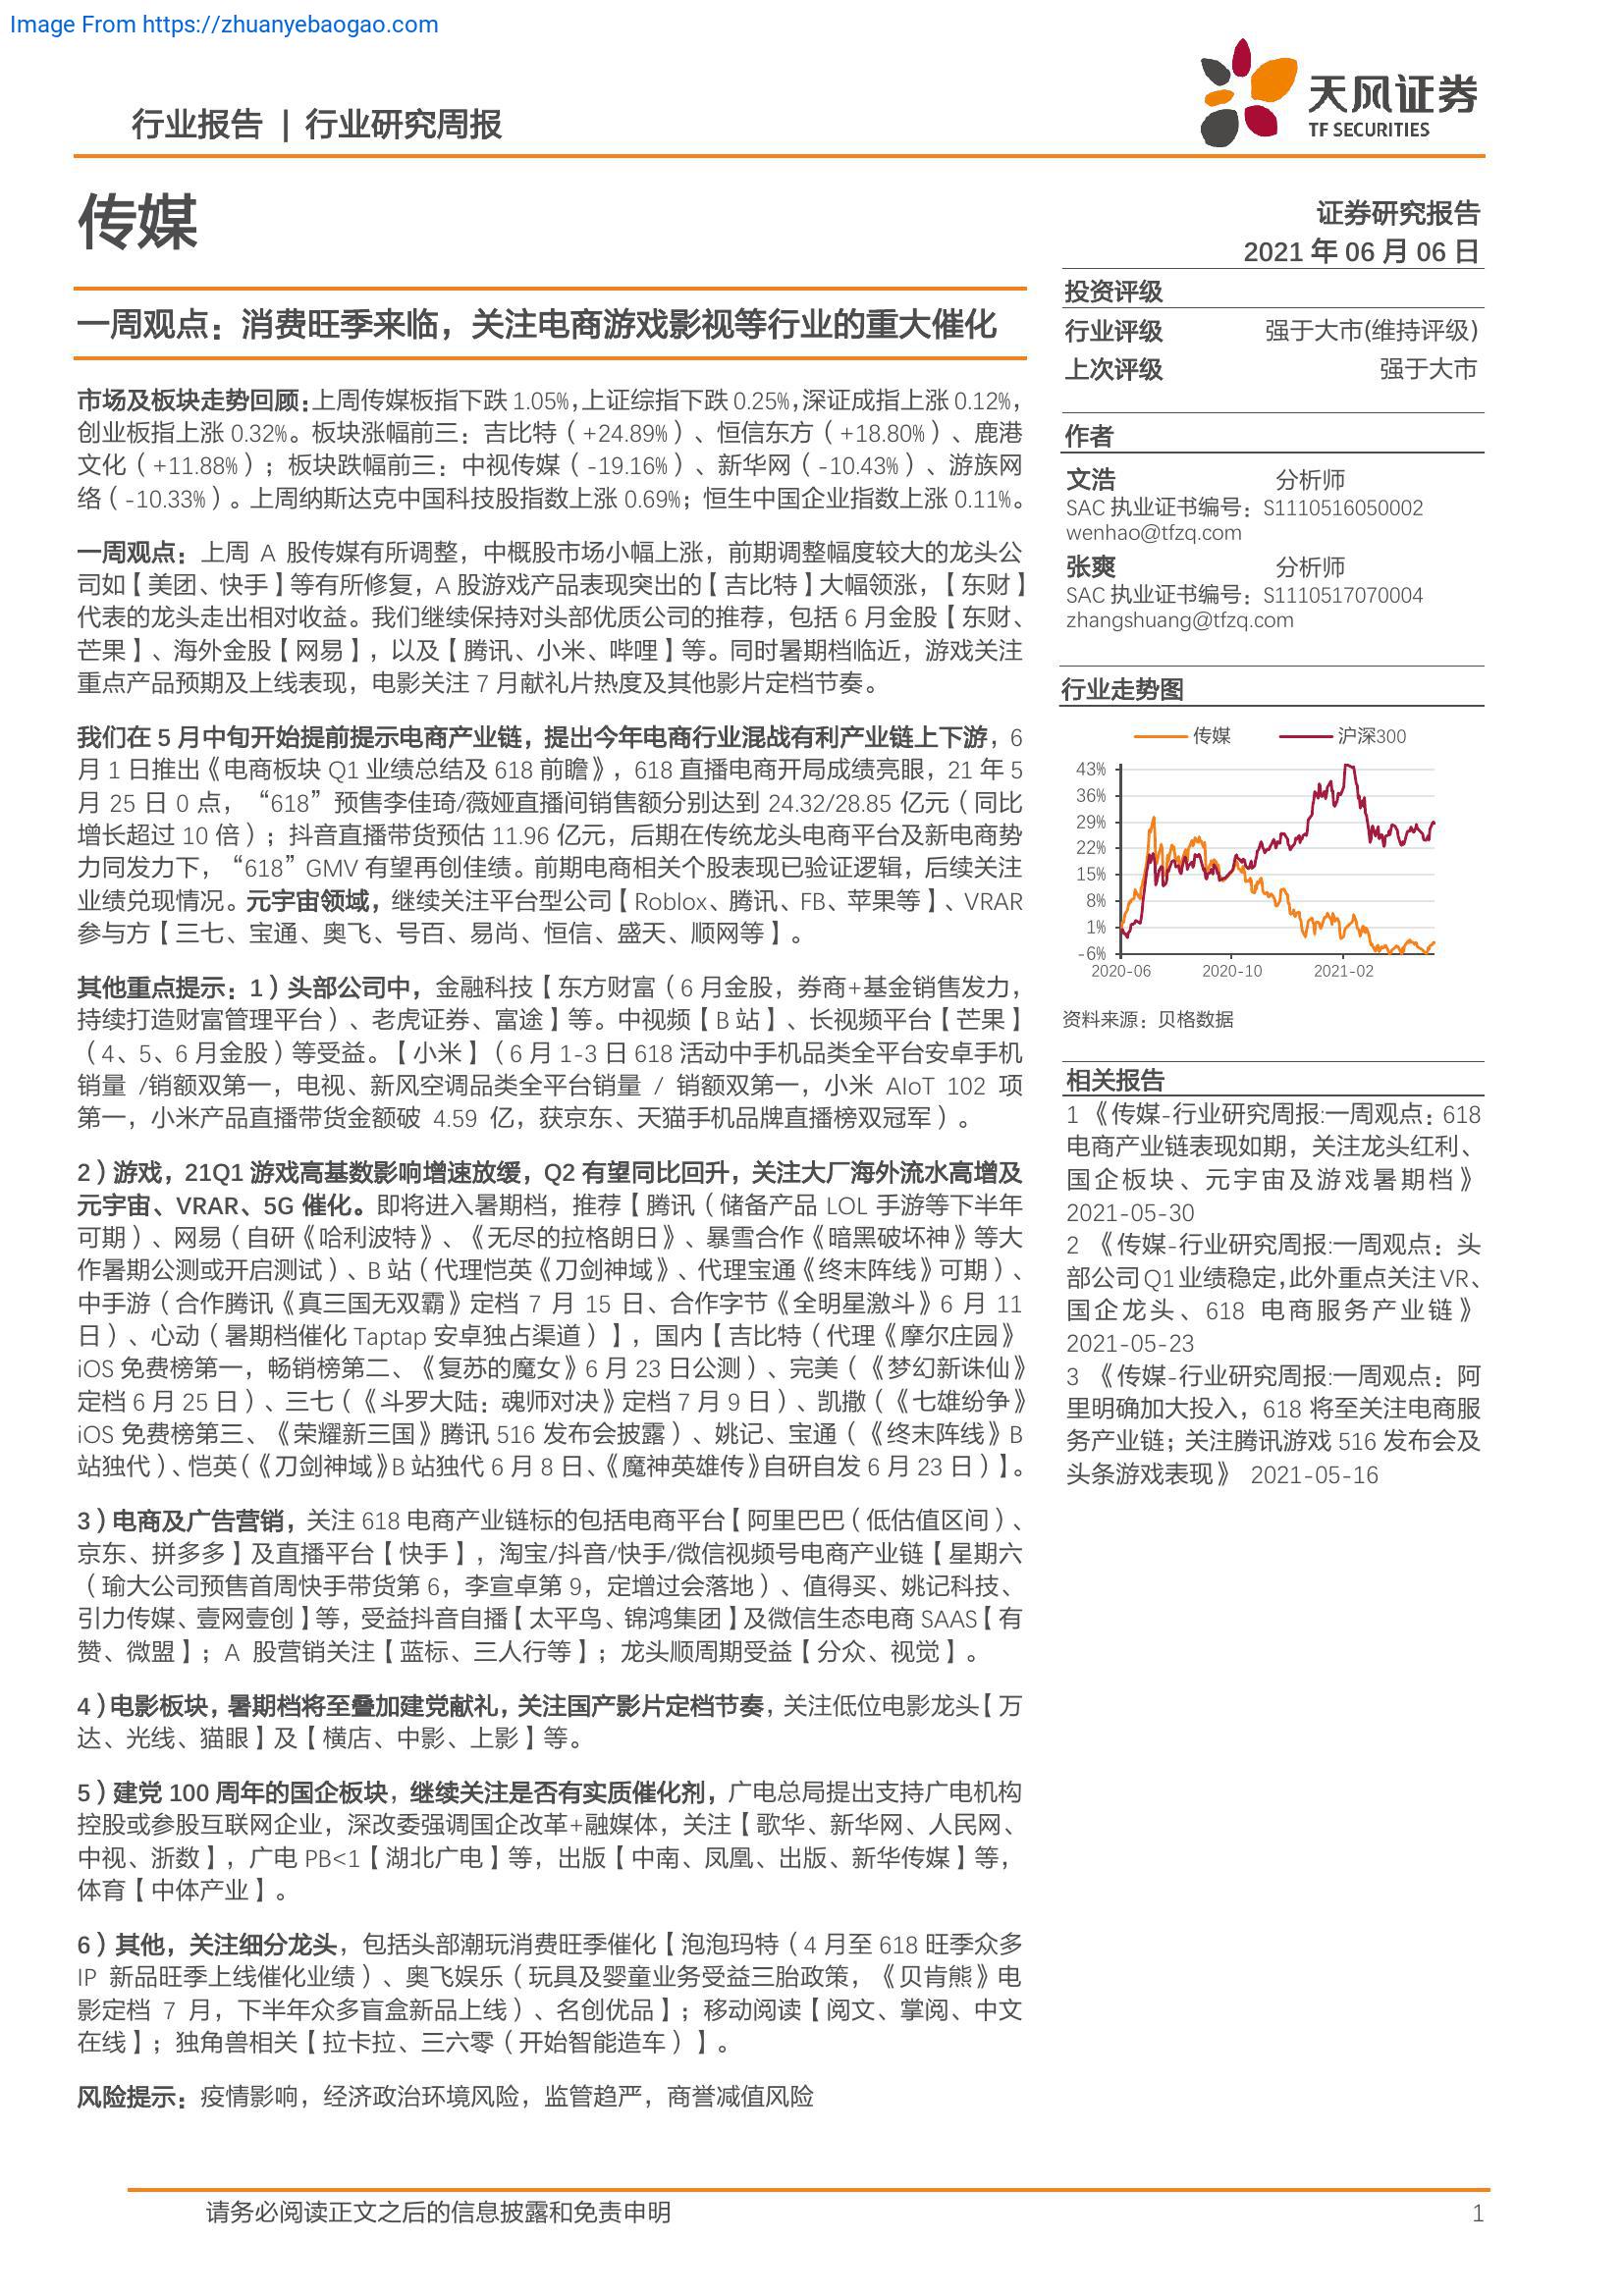 Image From https://zhuanyebaogao.com
行业报告 | 行业研究周报
天风证券
TF SECURITIES
传媒
证券研究报告
2021 年 06 月 06 日
一周观点：消费旺季来临，关注电商游戏影视等行业的重大催化
市场及板块走势回顾：上周传媒板指下跌 1.05%，上证综指下跌 0.25%，深证成指上涨 0.12%，
创业板指上涨 0.32%。板块涨幅前三：吉比特（+24.89%）、恒信东方（+18.80%）、鹿港
文化（+11.88%）；板块跌幅前三：中视传媒（-19.16%）、新华网（-10.43%）、游族网
络（-10.33%）。上周纳斯达克中国科技股指数上涨 0.69%；恒生中国企业指数上涨 0.11%。
一周观点：上周 A 股传媒有所调整，中概股市场小幅上涨，前期调整幅度较大的龙头公
司如【美团、快手】等有所修复，A 股游戏产品表现突出的【吉比特】大幅领涨，【东财】
代表的龙头走出相对收益。我们继续保持对头部优质公司的推荐，包括 6 月金股【东财、
芒果】、海外金股【网易】，以及【腾讯、小米、哔哩】等。同时暑期档临近，游戏关注
重点产品预期及上线表现，电影关注 7 月献礼片热度及其他影片定档节奏。
我们在 5 月中旬开始提前提示电商产业链，提出今年电商行业混战有利产业链上下游，6
月 1 日推出《电商板块 Q1 业绩总结及 618 前瞻》，618 直播电商开局成绩亮眼，21 年 5
月 25 日 0 点，“618”预售李佳琦/薇娅直播间销售额分别达到 24.32/28.85 亿元（同比
增长超过 10 倍）；抖音直播带货预估 11.96 亿元，后期在传统龙头电商平台及新电商势
力同发力下，“618”GMV 有望再创佳绩。前期电商相关个股表现已验证逻辑，后续关注
业绩兑现情况。元宇宙领域，继续关注平台型公司【Roblox、腾讯、FB、苹果等】、VRAR
参与方【三七、宝通、奥飞、号百、易尚、恒信、盛天、顺网等】。
其他重点提示：1）头部公司中，金融科技【东方财富（6 月金股，券商+基金销售发力，
持续打造财富管理平台）、老虎证券、富途】等。中视频【B 站】、长视频平台【芒果】
（4、5、6 月金股）等受益。【小米】（6 月 1-3 日 618 活动中手机品类全平台安卓手机
销量 /销额双第一，电视、新风空调品类全平台销量 / 销额双第一，小米 AIoT 102 项
第一，小米产品直播带货金额破 4.59 亿，获京东、天猫手机品牌直播榜双冠军）。
2）游戏，21Q1 游戏高基数影响增速放缓，Q2 有望同比回升，关注大厂海外流水高增及
元宇宙、VRAR、5G 催化。即将进入暑期档，推荐【腾讯（储备产品 LOL 手游等下半年
可期）、网易（自研《哈利波特》、《无尽的拉格朗日》、暴雪合作《暗黑破坏神》等大
作暑期公测或开启测试）、B 站（代理恺英《刀剑神域》、代理宝通《终末阵线》可期）、
中手游（合作腾讯《真三国无双霸》定档 7 月 15 日、合作字节《全明星激斗》6 月 11
日）、心动（暑期档催化 Taptap 安卓独占渠道）】，国内【吉比特（代理《摩尔庄园》
iOS 免费榜第一，畅销榜第二、《复苏的魔女》6 月 23 日公测）、完美（《梦幻新诛仙》
定档 6 月 25 日）、三七（《斗罗大陆：魂师对决》定档 7 月 9 日）、凯撒（《七雄纷争》
iOS 免费榜第三、《荣耀新三国》腾讯 516 发布会披露）、姚记、宝通（《终末阵线》B
站独代）、恺英（《刀剑神域》B 站独代 6 月 8 日、《魔神英雄传》自研自发 6 月 23 日）】。
3）电商及广告营销，关注 618 电商产业链标的包括电商平台【阿里巴巴（低估值区间）、
京东、拼多多】及直播平台【快手】，淘宝/抖音/快手/微信视频号电商产业链【星期六
（瑜大公司预售首周快手带货第 6，李宣卓第 9，定增过会落地）、值得买、姚记科技、
引力传媒、壹网壹创】等，受益抖音自播【太平鸟、锦鸿集团】及微信生态电商 SAAS【有
赞、微盟】；A 股营销关注【蓝标、三人行等】；龙头顺周期受益【分众、视觉】。
4）电影板块，暑期档将至叠加建党献礼，关注国产影片定档节奏，关注低位电影龙头【万
达、光线、猫眼】及【横店、中影、上影】等。
5）建党 100 周年的国企板块，继续关注是否有实质催化剂，广电总局提出支持广电机构
控股或参股互联网企业，深改委强调国企改革+融媒体，关注【歌华、新华网、人民网、
中视、浙数】，广电 PB<1【湖北广电】等，出版【中南、凤凰、出版、新华传媒】等，
体育【中体产业】。
6）其他，关注细分龙头，包括头部潮玩消费旺季催化【泡泡玛特（4 月至 618 旺季众多
IP 新品旺季上线催化业绩）、奥飞娱乐（玩具及婴童业务受益三胎政策，《贝肯熊》电
影定档 7 月，下半年众多盲盒新品上线）、名创优品】；移动阅读【阅文、掌阅、中文
在线】；独角兽相关【拉卡拉、三六零（开始智能造车）】。
风险提示：疫情影响，经济政治环境风险，监管趋严，商誉减值风险
投资评级
行业评级 强于大市(维持评级)
上次评级 强于大市
作者
文浩 分析师
SAC 执业证书编号：S1110516050002
wenhao@tfzq.com
张爽 分析师
SAC 执业证书编号：S1110517070004
zhangshuang@tfzq.com
行业走势图
传媒 沪深300
43%
36%
29%
22%
15%
8%
1%
-6%
2020-06 2020-10 2021-02
资料来源：贝格数据
相关报告
1 《传媒-行业研究周报:一周观点：618
电商产业链表现如期，关注龙头红利、
国企板块、元宇宙及游戏暑期档》
2021-05-30
2 《传媒-行业研究周报:一周观点：头
部公司 Q1 业绩稳定，此外重点关注 VR、
国企龙头、618 电商服务产业链》
2021-05-23
3 《传媒-行业研究周报:一周观点：阿
里明确加大投入，618 将至关注电商服
务产业链；关注腾讯游戏 516 发布会及
头条游戏表现》 2021-05-16
请务必阅读正文之后的信息披露和免责申明
1